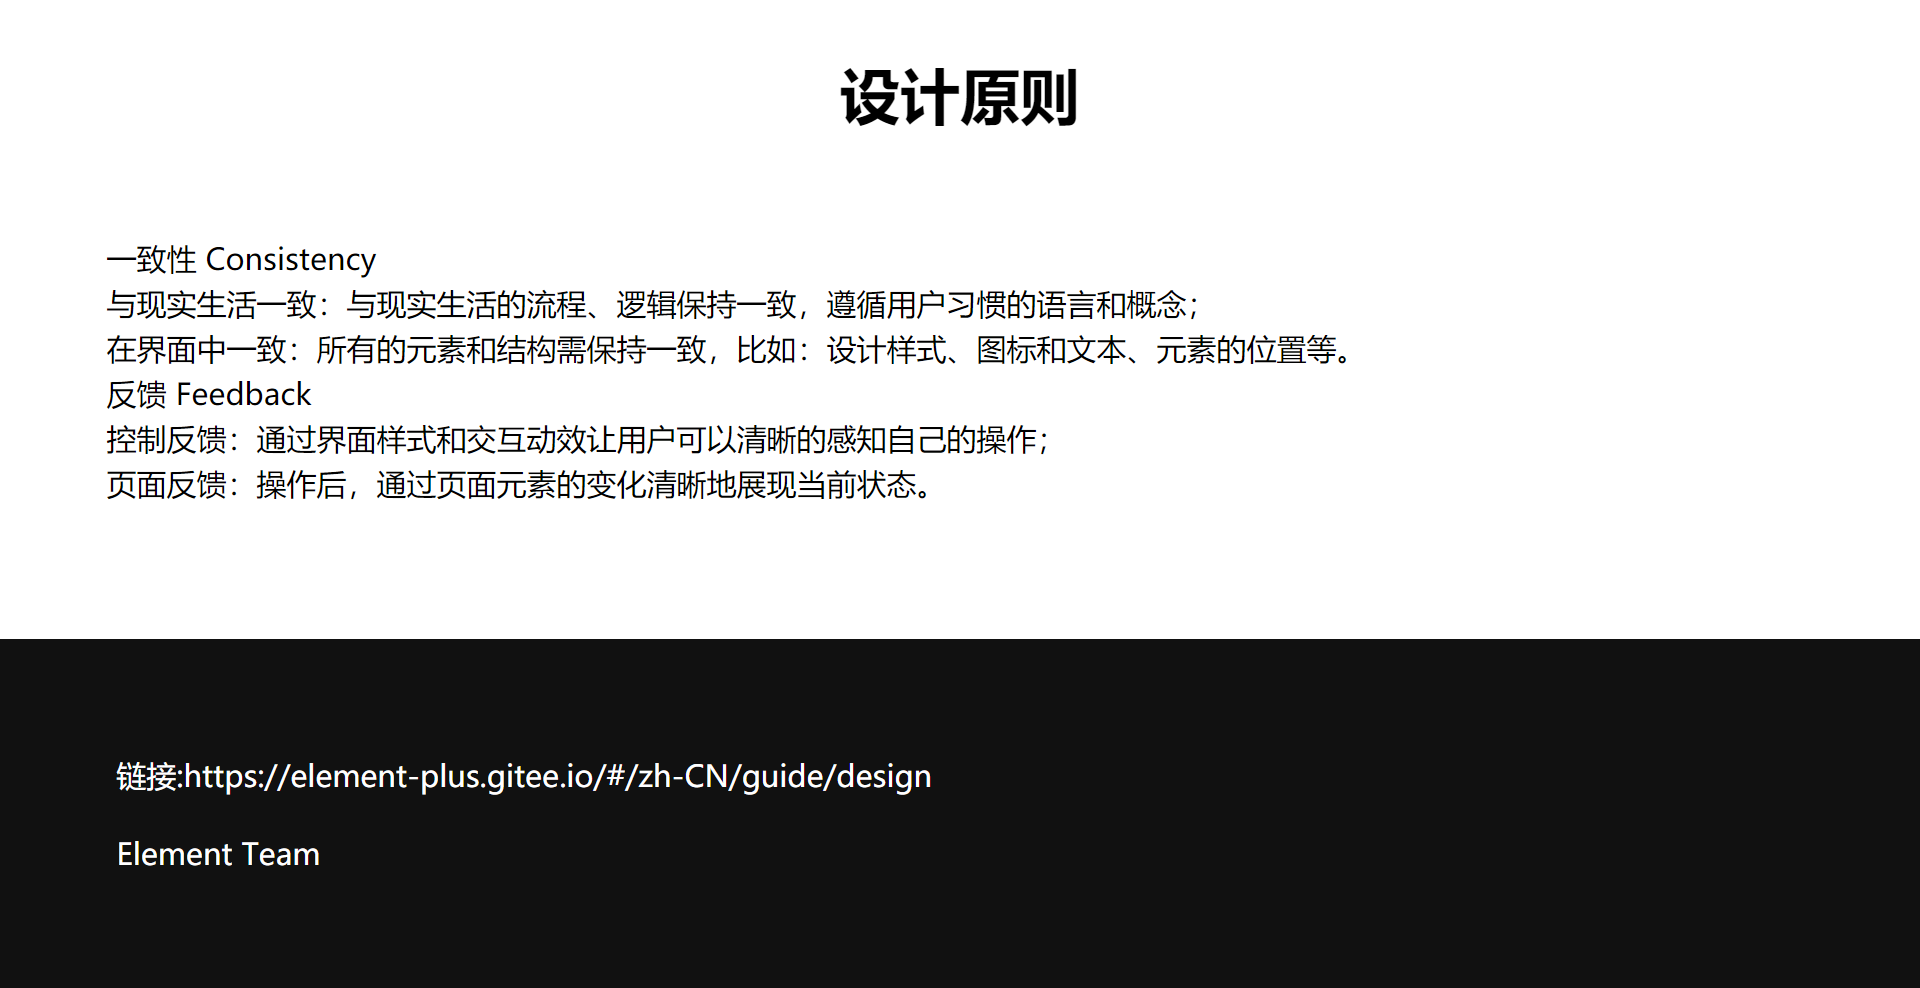 设计原则
一致性 Consistency
与现实生活一致：与现实生活的流程、逻辑保持一致，遵循用户习惯的语言和概念；
在界面中一致：所有的元素和结构需保持一致，比如：设计样式、图标和文本、元素的位置等。
反馈 Feedback
控制反馈：通过界面样式和交互动效让用户可以清晰的感知自己的操作；
页面反馈：操作后，通过页面元素的变化清晰地展现当前状态。
链接:https://element-plus.gitee.io/#/zh-CN/guide/design
Element Team